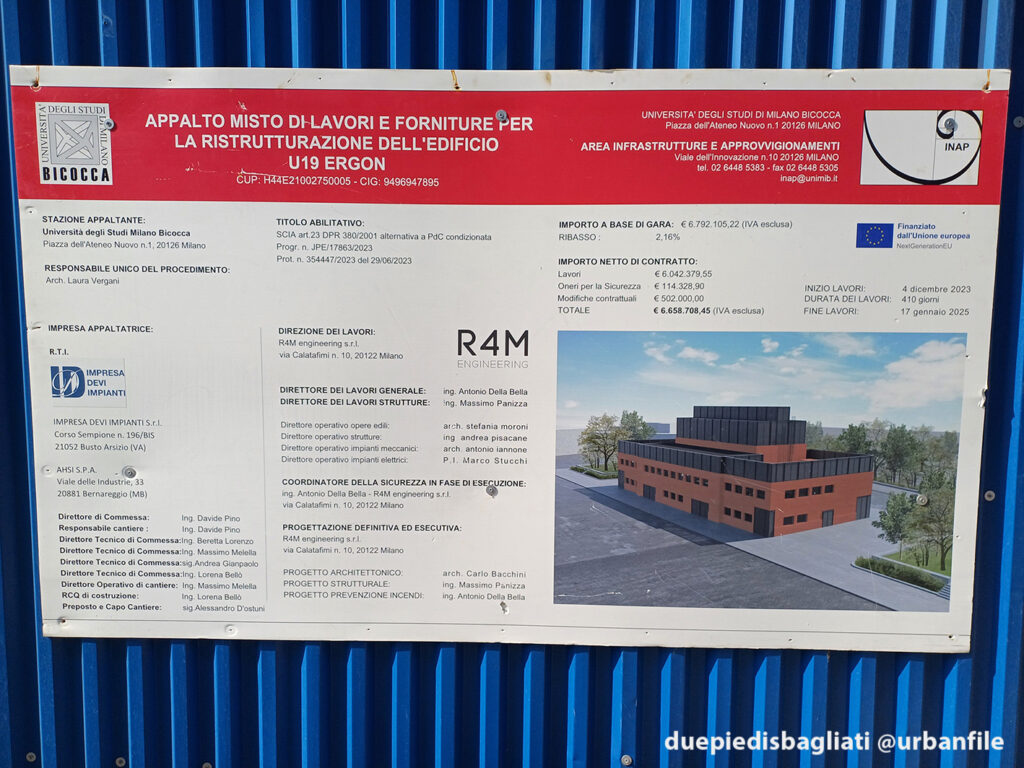 UNIVERSITA' DEGLI STUDI DI MILANO
BICOCCA
APPALTO MISTO DI LAVORI E FORNITURE PER
LA RISTRUTTURAZIONE DELL'EDIFICIO
U19 ERGON
CUP: H44E21002750005 - CIG: 9496947895
UNIVERSITA' DEGLI STUDI DI MILANO BICOCCA
Piazza dell'Ateneo Nuovo n.1 20126 MILANO
AREA INFRASTRUTTURE E APPROVVIGIONAMENTI
Viale dell'Innovazione n.10 20126 MILANO
tel. 02 6448 5383 - fax 02 6448 5305
inap@unimib.it
INAP
STAZIONE APPALTANTE:
Università degli Studi Milano Bicocca
Piazza dell'Ateneo Nuovo n.1, 20126 Milano
RESPONSABILE UNICO DEL PROCEDIMENTO:
Arch. Laura Vergani
TITOLO ABILITATIVO:
SCIA art.23 DPR 380/2001 alternativa a PdC condizionata
Progr. n. JPE/17863/2023
Prot. n. 354447/2023 del 29/06/2023
IMPORTO A BASE DI GARA: € 6.792.105,22 (IVA esclusa)
RIBASSO : 2,16%
IMPORTO NETTO DI CONTRATTO:
Lavori € 6.042.379,55
Oneri per la Sicurezza € 114.328,90
Modifiche contrattuali € 502.000,00
TOTALE € 6.658.708,45 (IVA esclusa)
Finanziato
dall'Unione europea
NextGenerationEU
INIZIO LAVORI: 4 dicembre 2023
DURATA DEI LAVORI: 410 giorni
FINE LAVORI: 17 gennaio 2025
IMPRESA APPALTATRICE:
R.T.I.
IMPRESA
DEVI
IMPIANTI
IMPRESA DEVI IMPIANTI S.r.l.
Corso Sempione n. 196/BIS
21052 Busto Arsizio (VA)
AHSI S.P.A.
Viale delle Industrie, 33
20881 Bernareggio (MB)
Direttore di Commessa: Ing. Davide Pino
Responsabile cantiere : Ing. Davide Pino
Direttore Tecnico di Commessa: Ing. Beretta Lorenzo
Direttore Tecnico di Commessa: Ing. Massimo Melella
Direttore Tecnico di Commessa: sig.Andrea Gianpaolo
Direttore Tecnico di Commessa: Ing. Lorena Bellò
Direttore Operativo di cantiere: Ing. Massimo Melella
RCQ di costruzione: Ing. Lorena Bellò
Preposto e Capo Cantiere: sig.Alessandro D'ostuni
DIREZIONE DEI LAVORI:
R4M engineering s.r.l.
via Calatafimi n. 10, 20122 Milano
R4M
ENGINEERING
DIRETTORE DEI LAVORI GENERALE: ing. Antonio Della Bella
DIRETTORE DEI LAVORI STRUTTURE: ing. Massimo Panizza
Direttore operativo opere edili: arch. stefania moroni
Direttore operativo strutture: ing andrea pisacane
Direttore operativo impianti meccanici: arch. antonio iannone
Direttore operativo impianti elettrici: P.I. Marco Stucchi
COORDINATORE DELLA SICUREZZA IN FASE DI ESECUZIONE:
ing. Antonio Della Bella - R4M engineering s.r.l.
via Calatafimi n. 10, 20122 Milano
PROGETTAZIONE DEFINITIVA ED ESECUTIVA:
R4M engineering s.r.l.
via Calatafimi n. 10, 20122 Milano
PROGETTO ARCHITETTONICO: arch. Carlo Bacchini
PROGETTO STRUTTURALE: ing. Massimo Panizza
PROGETTO PREVENZIONE INCENDI: ing. Antonio Della Bella
duepiedisbagliati @urbanfile